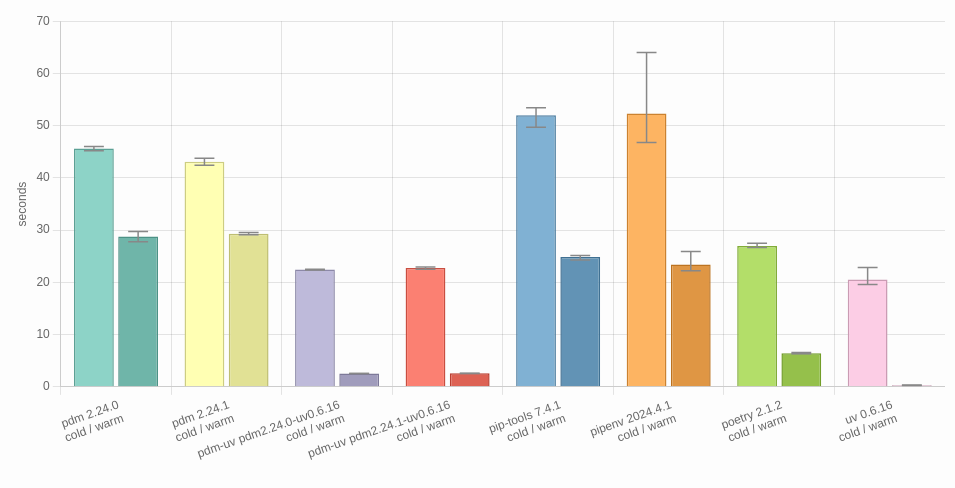 70
60
50
40
30
20
10
0
seconds
pdm 2.24.0
cold / warm
pdm 2.24.1
cold / warm
pdm-uv pdm2.24.0-uv0.6.16
cold / warm
pdm-uv pdm2.24.1-uv0.6.16
cold / warm
pip-tools 7.4.1
cold / warm
pipenv 2024.4.1
cold / warm
poetry 2.1.2
cold / warm
uv 0.6.16
cold / warm